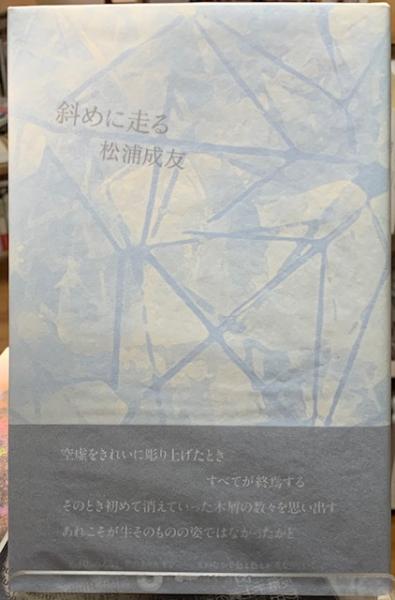 斜めに走る
松浦成友
空虚をきれいに彫り上げたとき
すべてが終焉する
そのとき初めて消えていった木屑の数々を思い出す
あれこそが生そのものの姿ではなかったかと